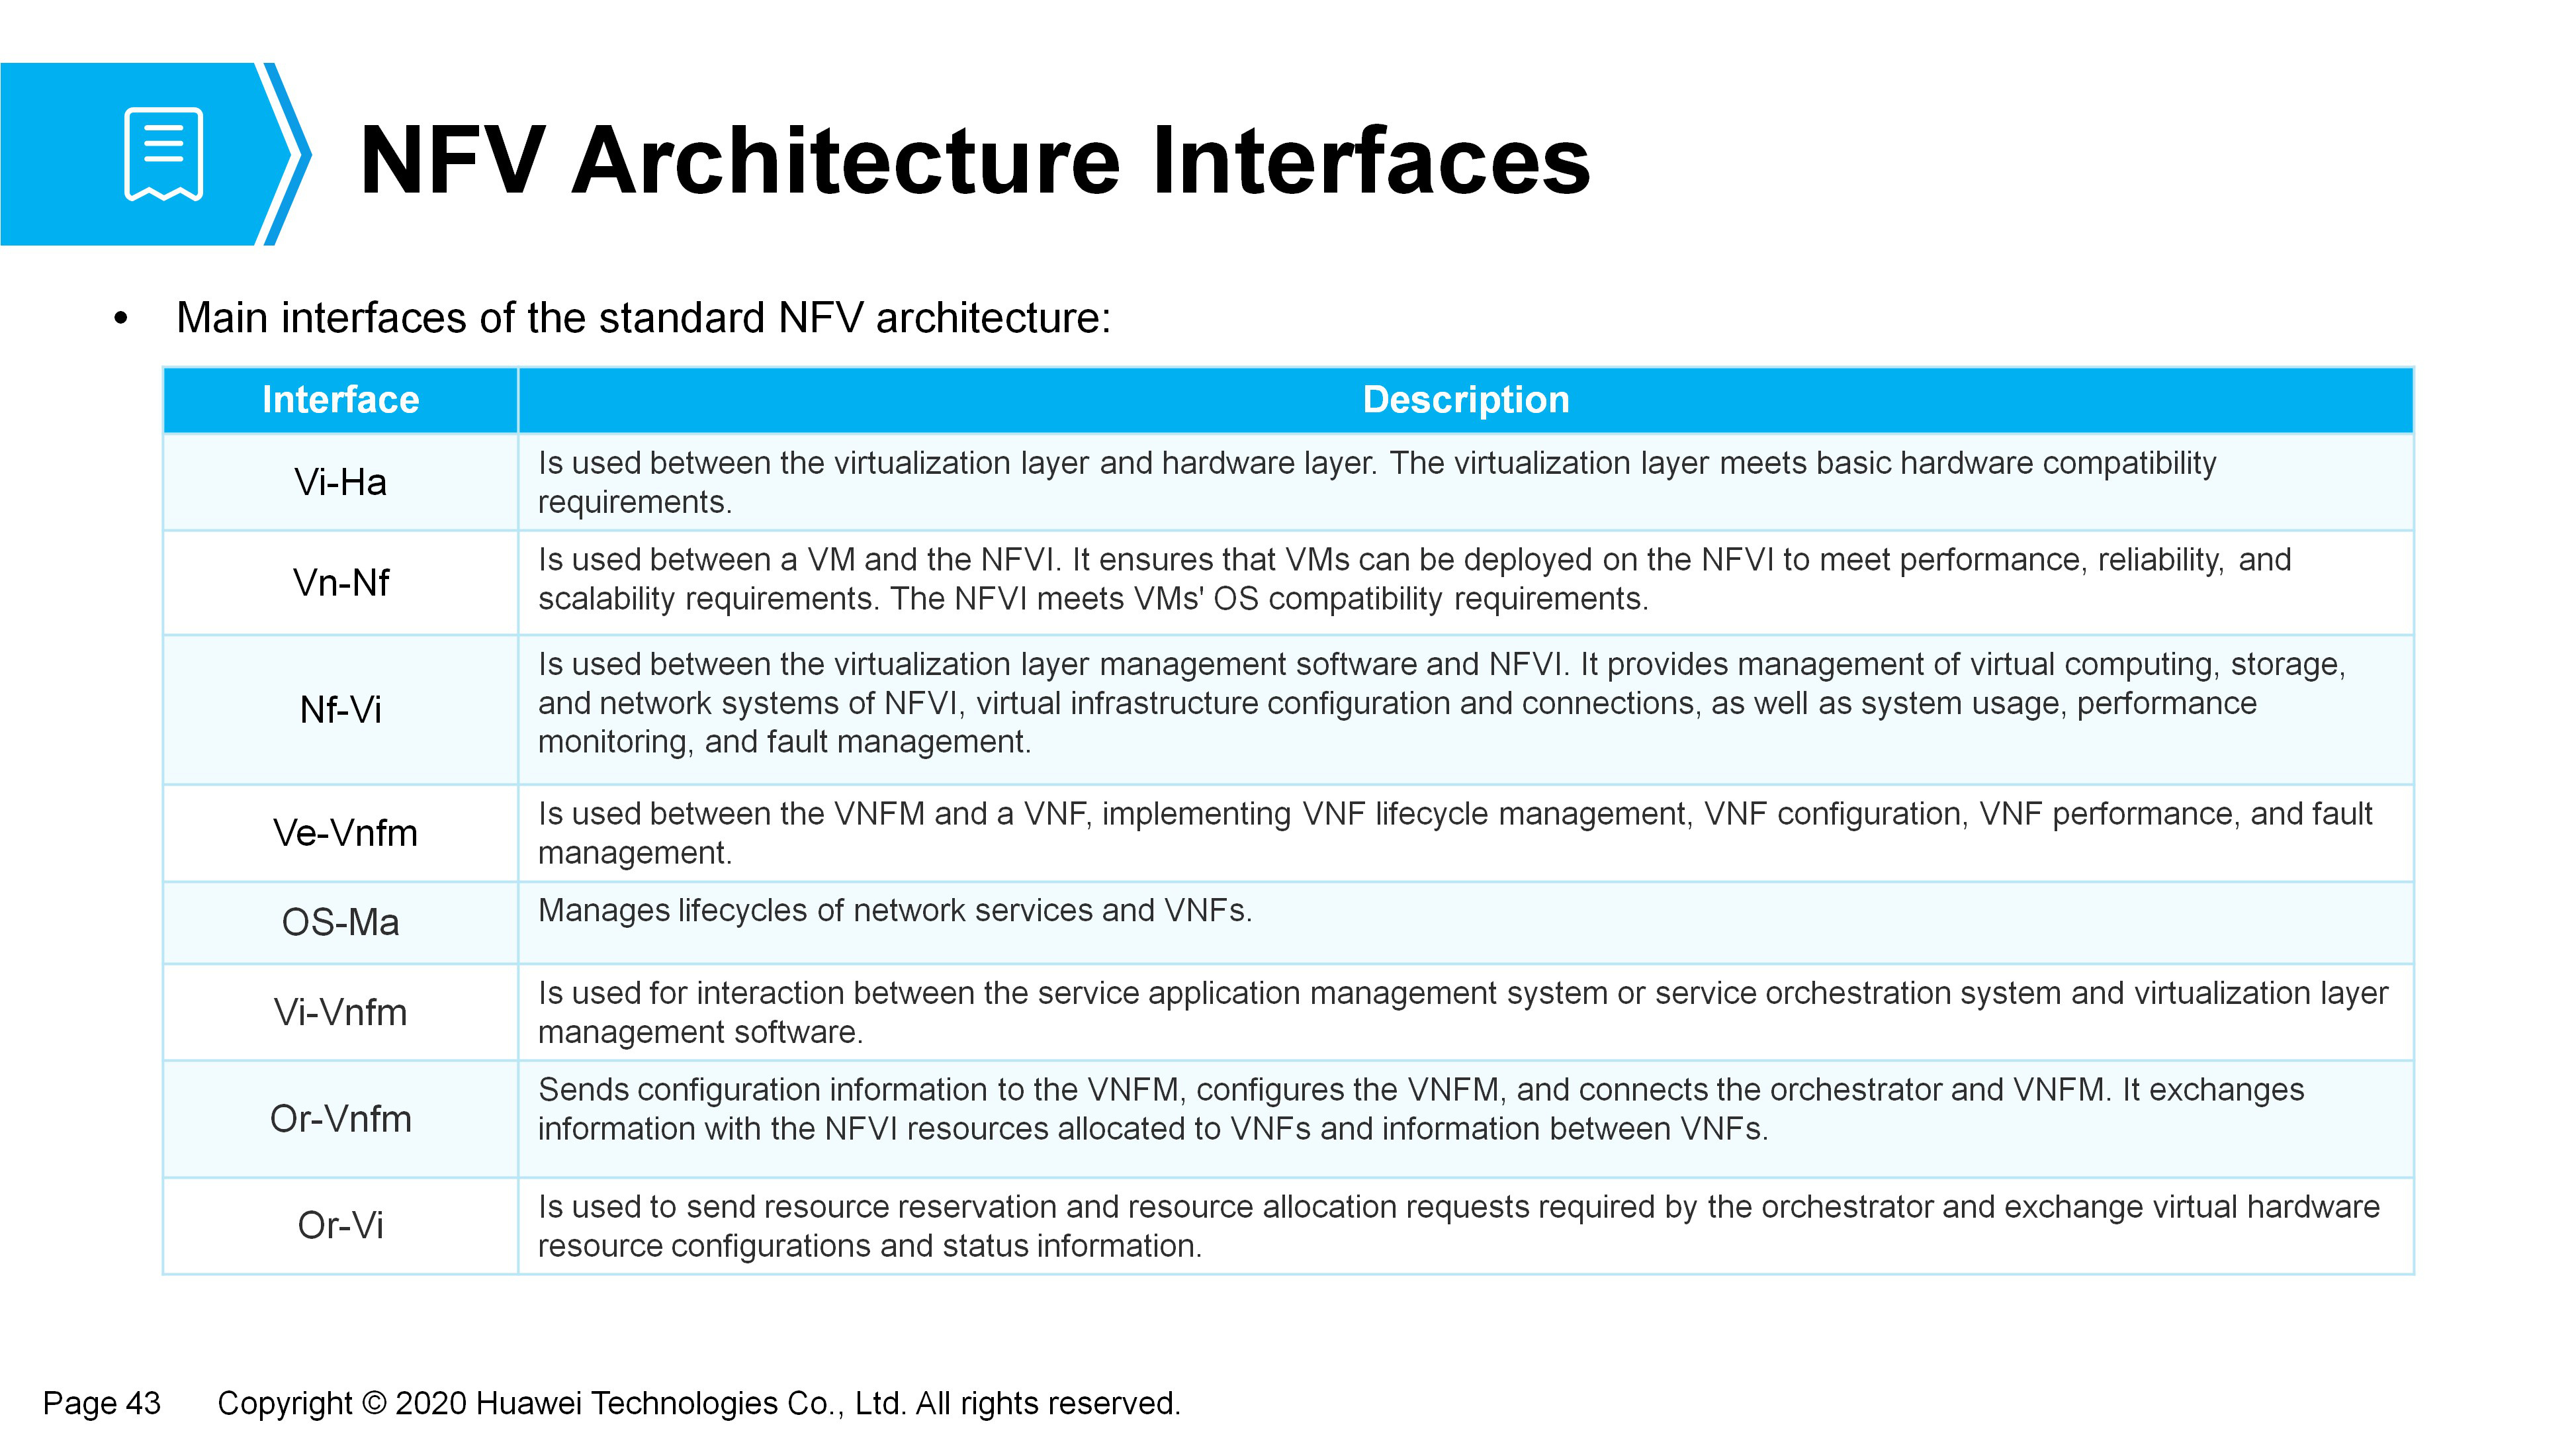 NFV Architecture Interfaces
• Main interfaces of the standard NFV architecture:
Interface
Description
Vi-Ha
Is used between the virtualization layer and hardware layer. The virtualization layer meets basic hardware compatibility
requirements.
Vn-Nf
Is used between a VM and the NFVI. It ensures that VMs can be deployed on the NFVI to meet performance, reliability, and
scalability requirements. The NFVI meets VMs' OS compatibility requirements.
Nf-Vi
Is used between the virtualization layer management software and NFVI. It provides management of virtual computing, storage,
and network systems of NFVI, virtual infrastructure configuration and connections, as well as system usage, performance
monitoring, and fault management.
Ve-Vnfm
Is used between the VNFM and a VNF, implementing VNF lifecycle management, VNF configuration, VNF performance, and fault
management.
OS-Ma
Manages lifecycles of network services and VNFs.
Vi-Vnfm
Is used for interaction between the service application management system or service orchestration system and virtualization layer
management software.
Or-Vnfm
Sends configuration information to the VNFM, configures the VNFM, and connects the orchestrator and VNFM. It exchanges
information with the NFVI resources allocated to VNFs and information between VNFs.
Or-Vi
Is used to send resource reservation and resource allocation requests required by the orchestrator and exchange virtual hardware
resource configurations and status information.
Page 43 Copyright © 2020 Huawei Technologies Co., Ltd. All rights reserved.